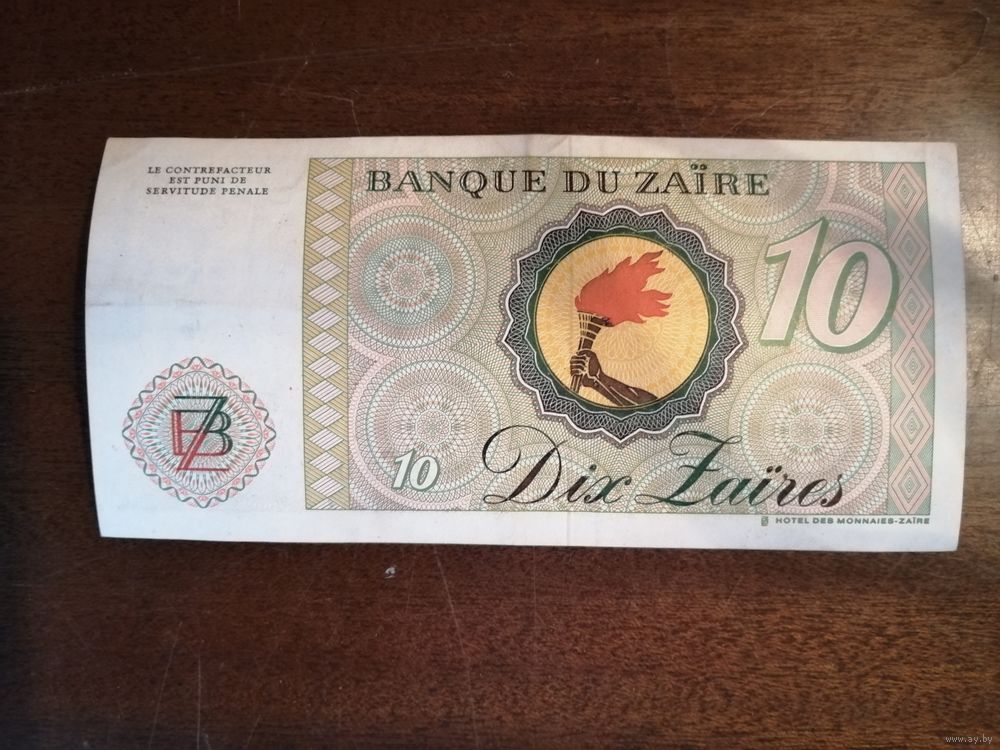 LE CONTREFACTEUR
EST PUNI DE
SERVITUDE PENALE
BANQUE DU ZAÏRE
10
BZ
10
Dix Zaïres
HOTEL DES MONNAIES-ZAÏRE
www.ay.by